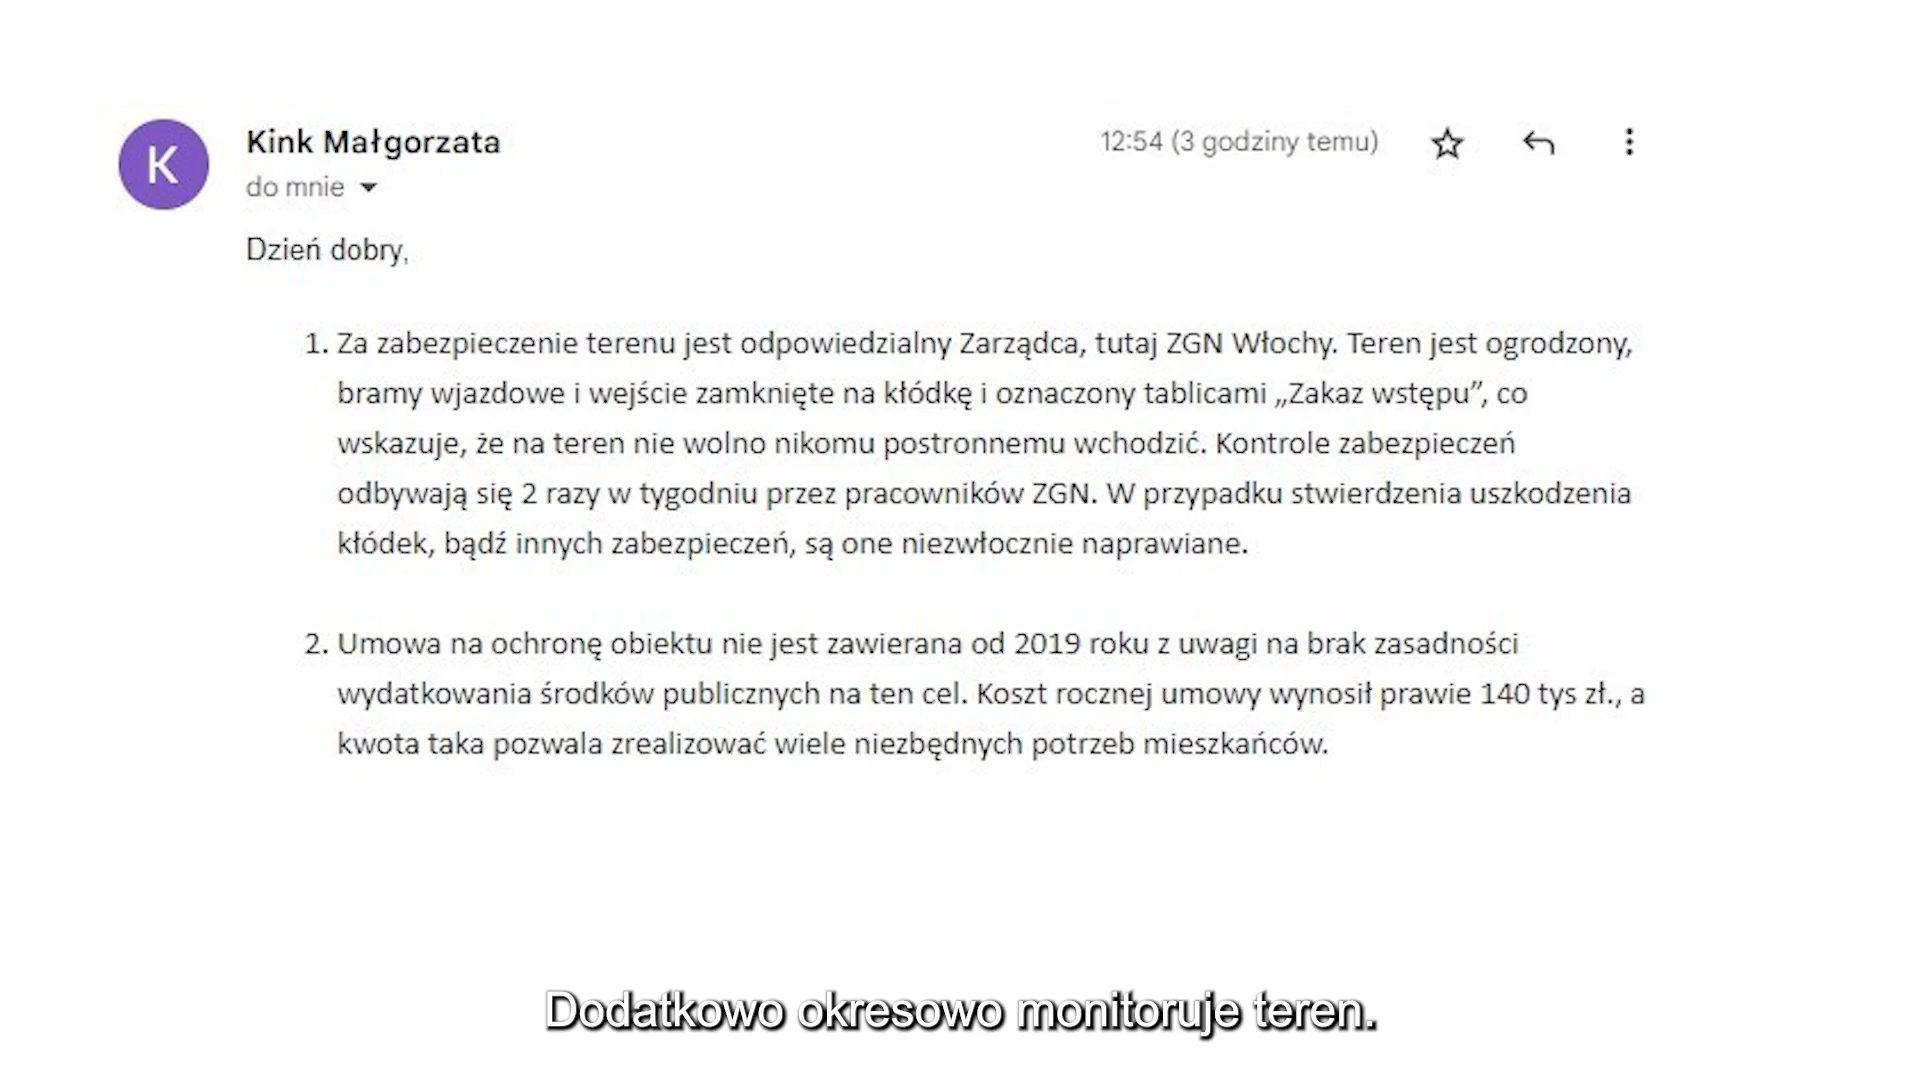 K
Kink Małgorzata
12:54 (3 godziny temu)
do mnie
Dzień dobry,
1. Za zabezpieczenie terenu jest odpowiedzialny Zarządca, tutaj ZGN Włochy. Teren jest ogrodzony,
bramy wjazdowe i wejście zamknięte na kłódkę i oznaczony tablicami „Zakaz wstępu”, co
wskazuje, że na teren nie wolno nikomu postronnemu wchodzić. Kontrole zabezpieczeń
odbywają się 2 razy w tygodniu przez pracowników ZGN. W przypadku stwierdzenia uszkodzenia
kłódek, bądź innych zabezpieczeń, są one niezwłocznie naprawiane.
2. Umowa na ochronę obiektu nie jest zawierana od 2019 roku z uwagi na brak zasadności
wydatkowania środków publicznych na ten cel. Koszt rocznej umowy wynosił prawie 140 tys zł., a
kwota taka pozwala zrealizować wiele niezbędnych potrzeb mieszkańców.
Dodatkowo okresowo monitoruje teren.